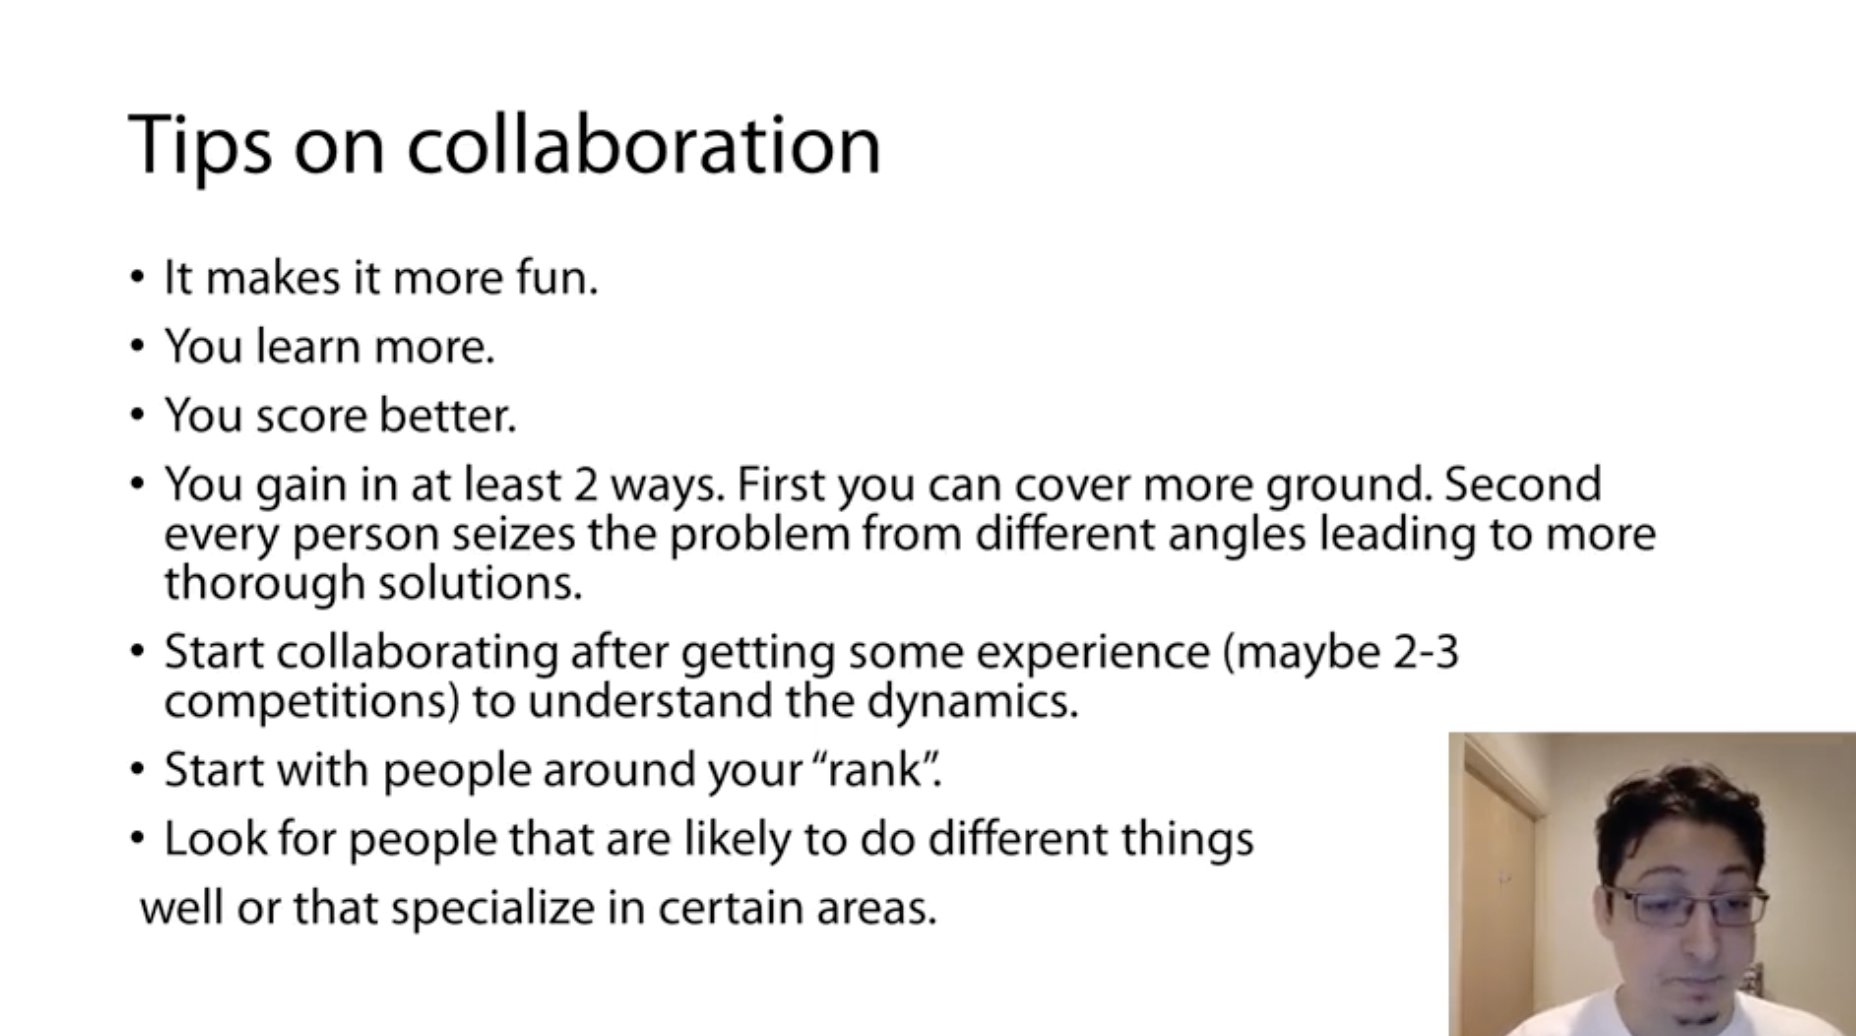 Tips on collaboration
• It makes it more fun.
• You learn more.
• You score better.
• You gain in at least 2 ways. First you can cover more ground. Second
every person seizes the problem from different angles leading to more
thorough solutions.
• Start collaborating after getting some experience (maybe 2-3
competitions) to understand the dynamics.
• Start with people around your “rank”.
• Look for people that are likely to do different things
well or that specialize in certain areas.